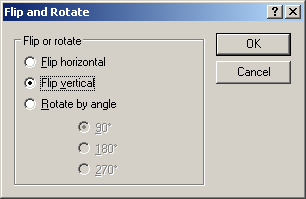 Flip and Rotate
Flip or rotate
Flip horizontal
Flip vertical
Rotate by angle
90°
180°
270°
OK
Cancel